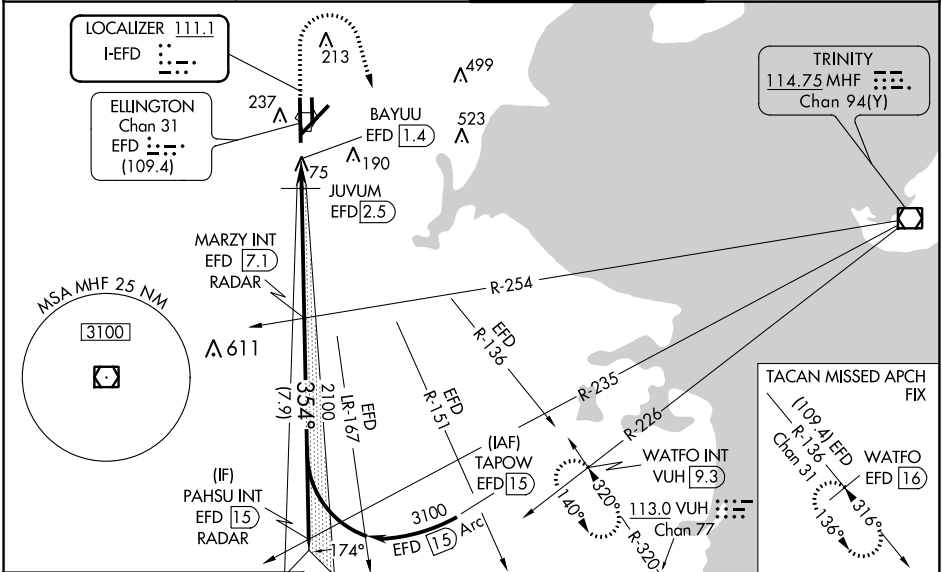 LOCALIZER 111.1
I-EFD
ELLINGTON
Chan 31
EFD
(109.4)
213
499
237
BAYUU
EFD 1.4
523
190
75
JUVUM
EFD 2.5
TRINITY
114.75 MHF
Chan 94(Y)
MARZY INT
EFD 7.1
RADAR
R-254
MSA MHF 25 NM
3100
611
EFD
R-136
354°
(7.9)
2100
EFD
LR-167
EFD
R-151
R-235
R-226
(IAF)
TAPOW
EFD 15
WATFO INT
VUH 9.3
(IF)
PAHSU INT
EFD 15
RADAR
3100
EFD 15 Arc
174°
140°
320°
R-320
113.0 VUH
Chan 77
TACAN MISSED APCH
FIX
(109.4) EFD
R-136
Chan 31
WATFO
EFD 16
136°
316°